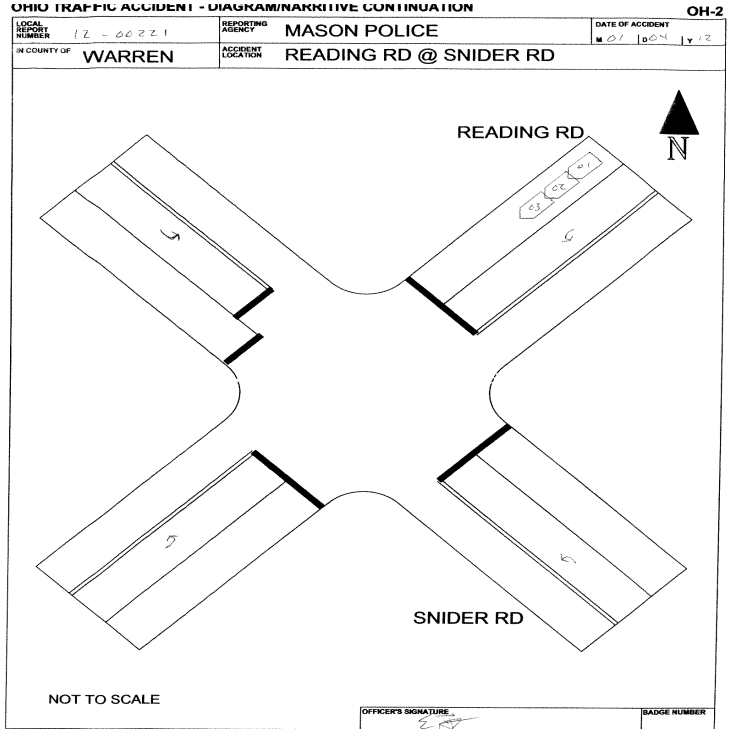 OHIO TRAFFIC ACCIDENT - DIAGRAM/NARRITIVE CONTINUATION
OH-2
LOCAL REPORT NUMBER 12-00221
REPORTING AGENCY MASON POLICE
DATE OF ACCIDENT
M 01 D 04 Y 12
IN COUNTY OF WARREN
ACCIDENT LOCATION READING RD @ SNIDER RD
READING RD
N
01
02
03
SNIDER RD
NOT TO SCALE
OFFICER'S SIGNATURE
BADGE NUMBER